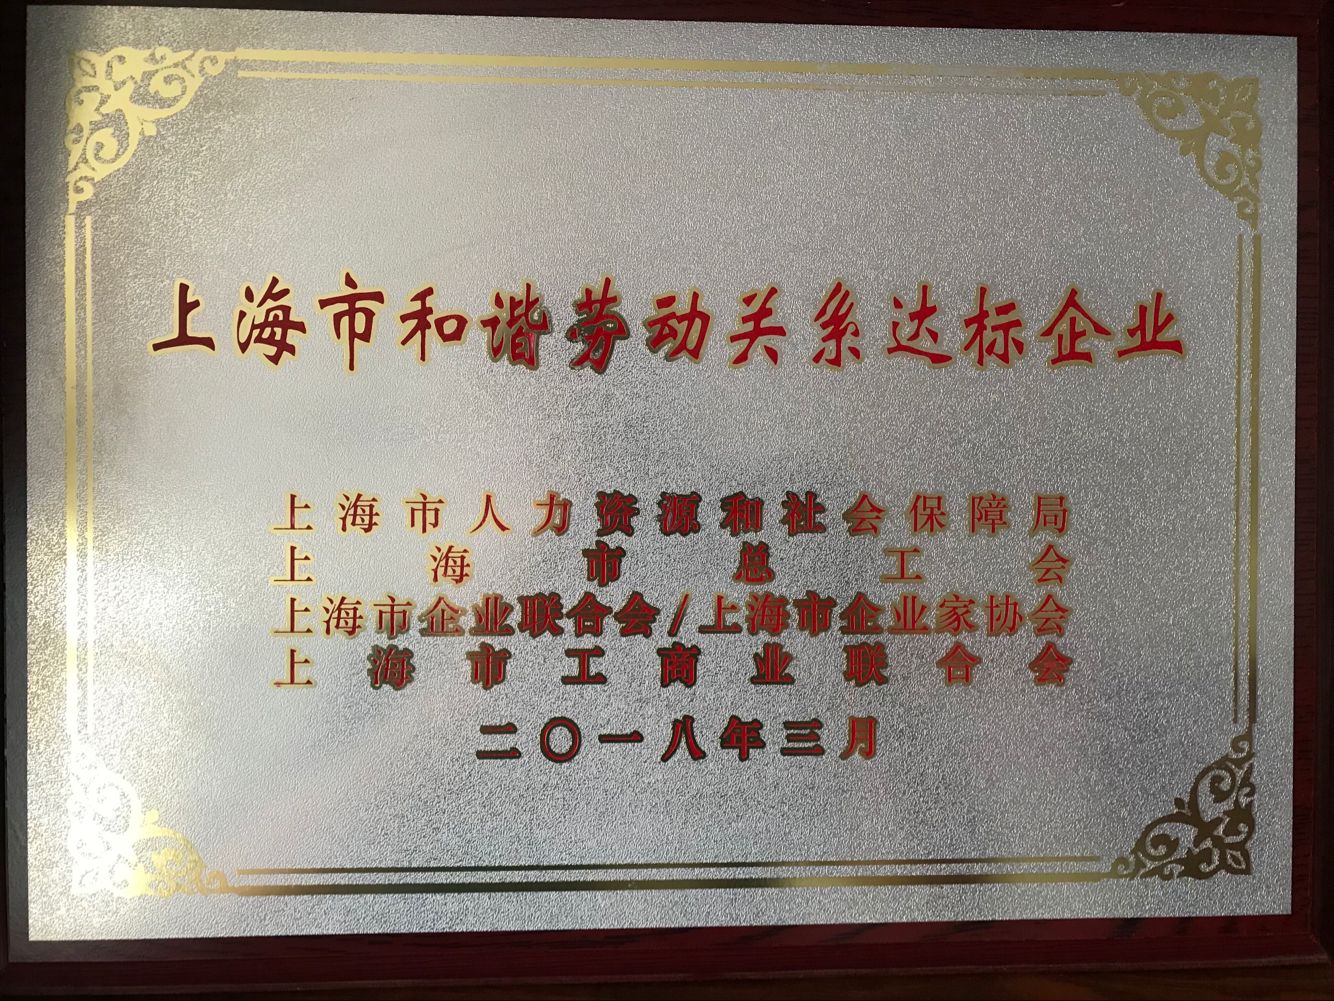 上海市和谐劳动关系达标企业
上海市人力资源和社会保障局
上海市总工会
上海市企业联合会/上海市企业家协会
上海市工商业联合会
二〇一八年三月